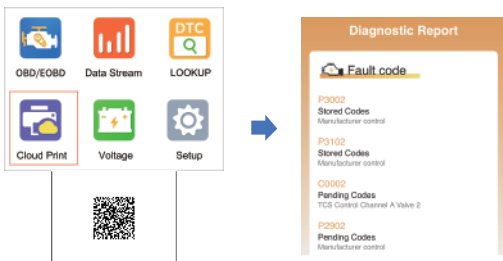 DTC
OBD/EOBD
Data Stream
LOOKUP
Cloud Print
Voltage
Setup
Diagnostic Report
Fault code
P3002
Stored Codes
Manufacturer control
P3102
Stored Codes
Manufacturer control
C0002
Pending Codes
TCS Control Channel A Valve 2
P2902
Pending Codes
Manufacturer control